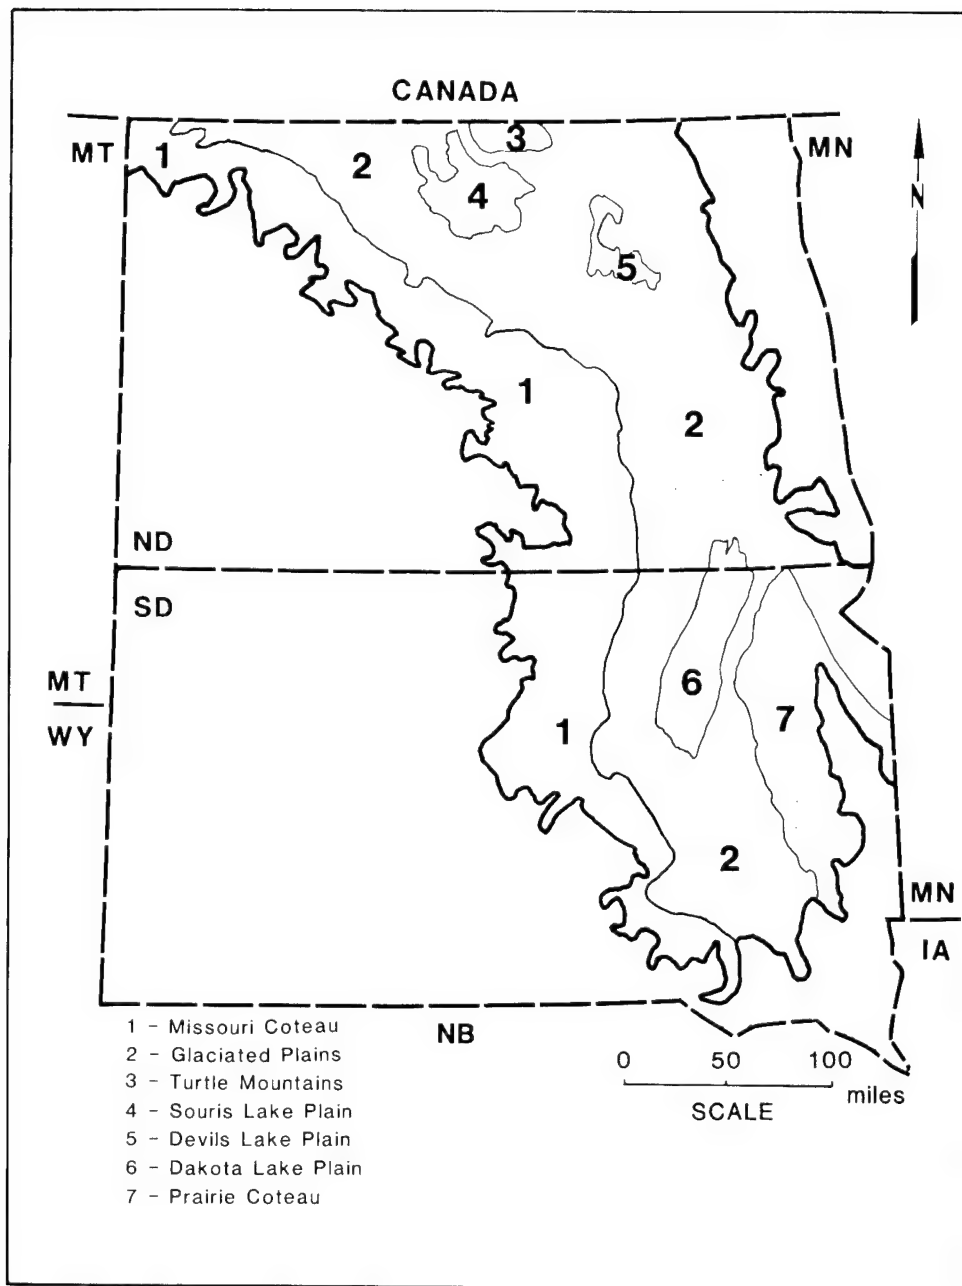 CANADA
MT
1
2
3
MN
4
N
5
1
2
ND
SD
MT
WY
6
7
1
2
MN
IA
NB
1 - Missouri Coteau
2 - Glaciated Plains
3 - Turtle Mountains
4 - Souris Lake Plain
5 - Devils Lake Plain
6 - Dakota Lake Plain
7 - Prairie Coteau
0 50 100
miles
SCALE